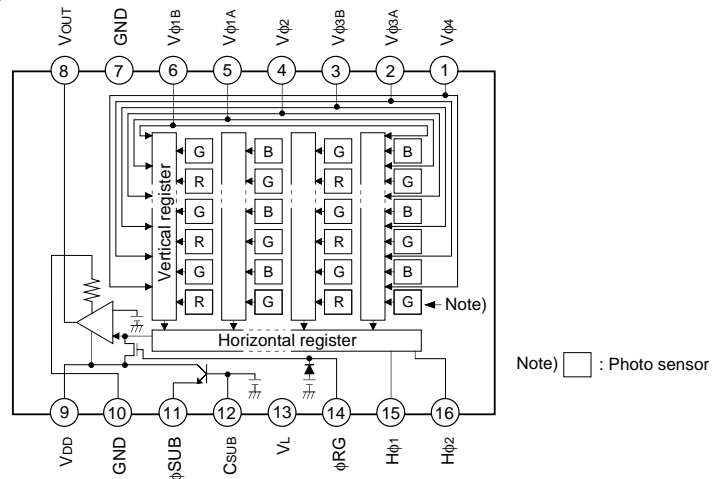 VOUT GND Vφ1B Vφ1A Vφ2 Vφ3B Vφ3A Vφ4
8 7 6 5 4 3 2 1
Vertical register
G B G B
R G R G
G B G B
R G R G
G B G B
R G R G
Note)
Horizontal register
Note) : Photo sensor
9 10 11 12 13 14 15 16
VDD GND φSUB CSUB VL φRG Hφ1 Hφ2